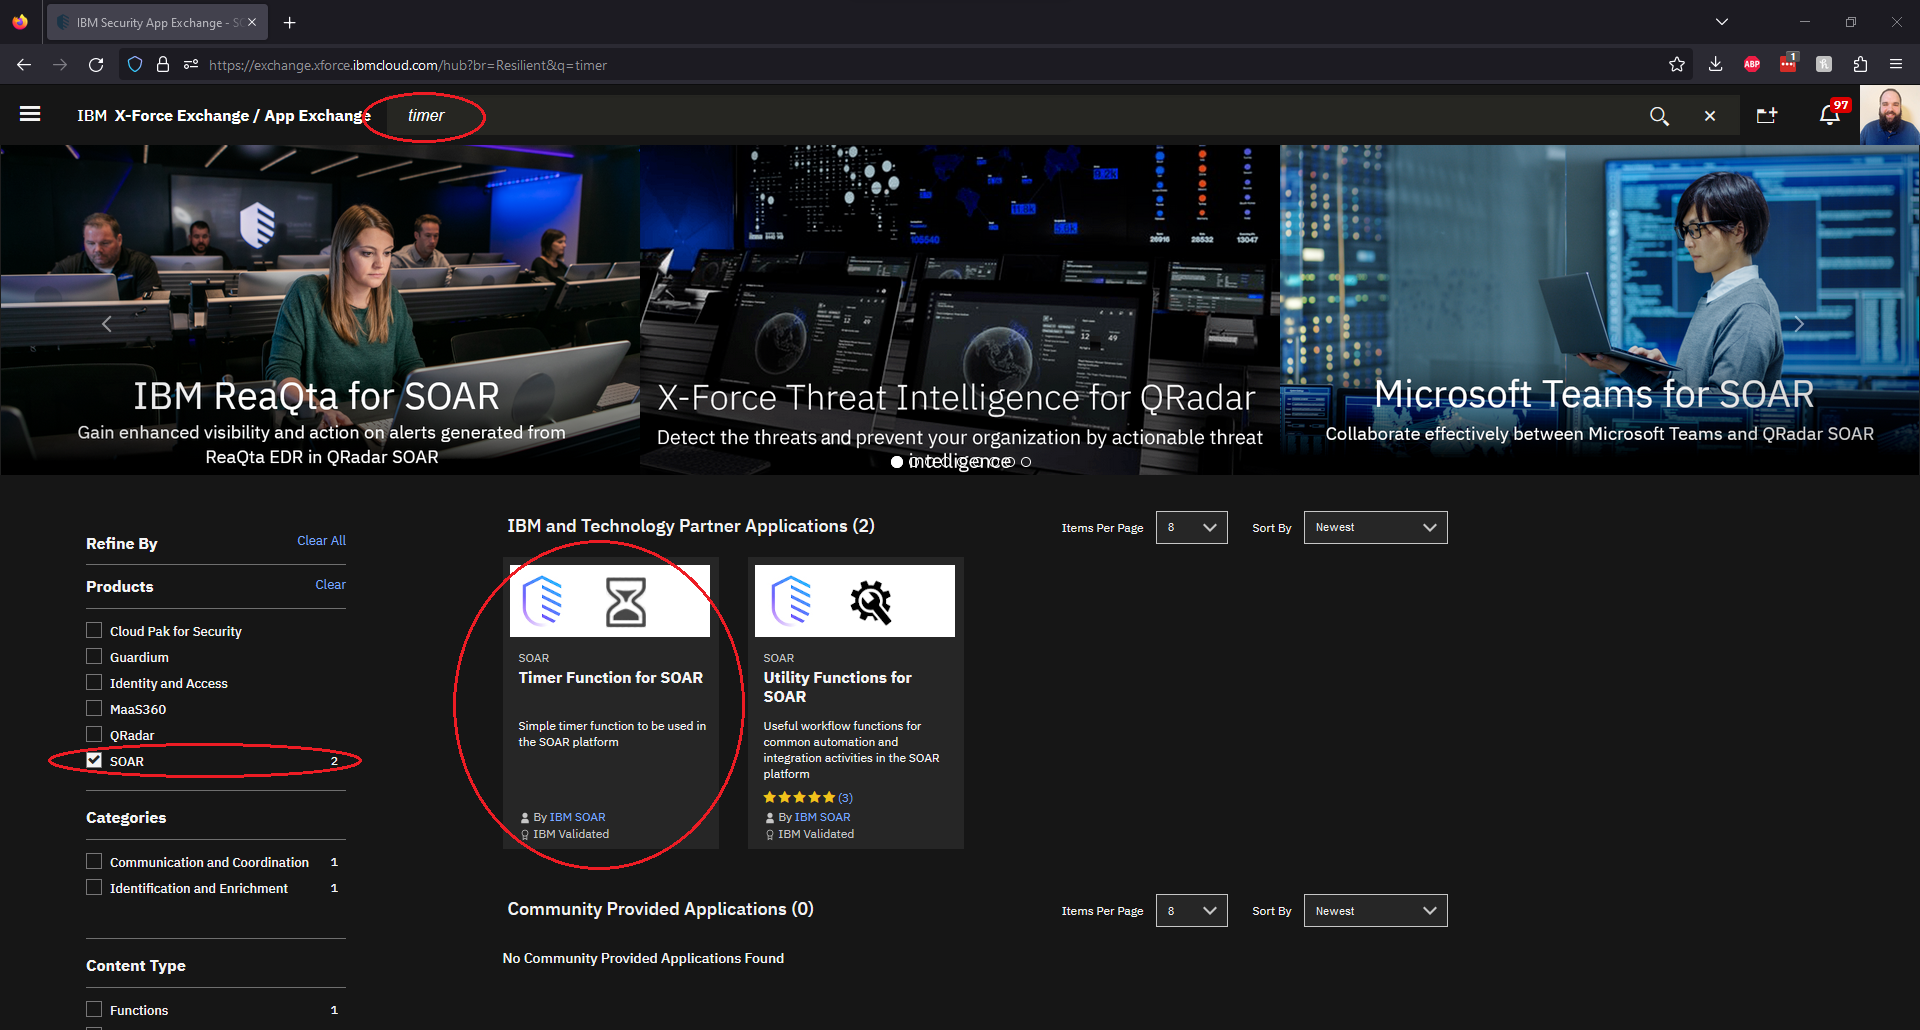 IBM Security App Exchange - SO
https://exchange.xforce.ibmcloud.com/hub?br=Resilient&q=timer
ABP
1
IBM X-Force Exchange / App Exchange
timer
97
IBM ReaQta for SOAR
Gain enhanced visibility and action on alerts generated from
ReaQta EDR in QRadar SOAR
105540
26916
28532
13047
X-Force Threat Intelligence for QRadar
Detect the threats and prevent your organization by actionable threat
intelligence
Microsoft Teams for SOAR
Collaborate effectively between Microsoft Teams and QRadar SOAR
Refine By
Clear All
Products
Clear
Cloud Pak for Security
Guardium
Identity and Access
MaaS360
QRadar
SOAR 2
Categories
Communication and Coordination 1
Identification and Enrichment 1
Content Type
Functions 1
IBM and Technology Partner Applications (2)
Items Per Page 8
Sort By Newest
SOAR
Timer Function for SOAR
Simple timer function to be used in
the SOAR platform
By IBM SOAR
IBM Validated
SOAR
Utility Functions for
SOAR
Useful workflow functions for
common automation and
integration activities in the SOAR
platform
(3)
By IBM SOAR
IBM Validated
Community Provided Applications (0)
Items Per Page 8
Sort By Newest
No Community Provided Applications Found